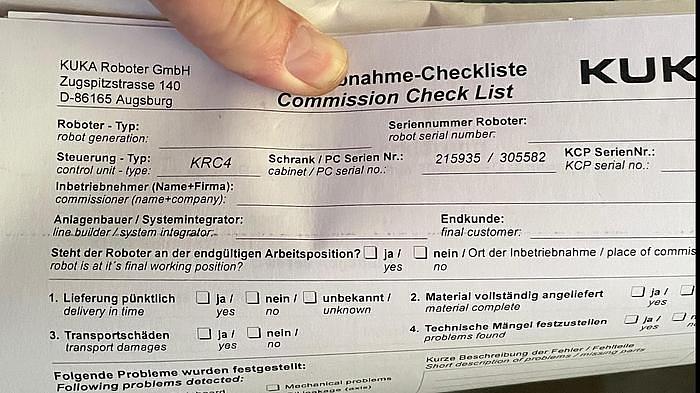 KUKA Roboter GmbH
Zugspitzstrasse 140
D-86165 Augsburg
bnahme-Checkliste
Commission Check List
KUK
Roboter - Typ:
robot generation:
Seriennummer Roboter:
robot serial number:
Steuerung - Typ:
control unit - type:
KRC4
Schrank / PC Serien Nr.:
cabinet / PC serial no.:
215935 / 305582
KCP SerienNr.:
KCP serial no.:
Inbetriebnehmer (Name+Firma):
commissioner (name+company):
Anlagenbauer / Systemintegrator:
line builder / system integrator:
Endkunde:
final customer:
Steht der Roboter an der endgültigen Arbeitsposition? ja / nein / Ort der Inbetriebnahme / place of commis
robot is at it´s final working position? yes no
1. Lieferung pünktlich ja / nein / unbekannt /
delivery in time yes no unknown
2. Material vollständig angeliefert ja /
material complete yes
3. Transportschäden ja / nein /
transport damages yes no
4. Technische Mängel festzustellen ja /
problems found yes
Kurze Beschreibung der Fehler / Fehlteile
Short description of problems / missing parts
Folgende Probleme wurden festgestellt:
Following problems detected:
Mechanical problems